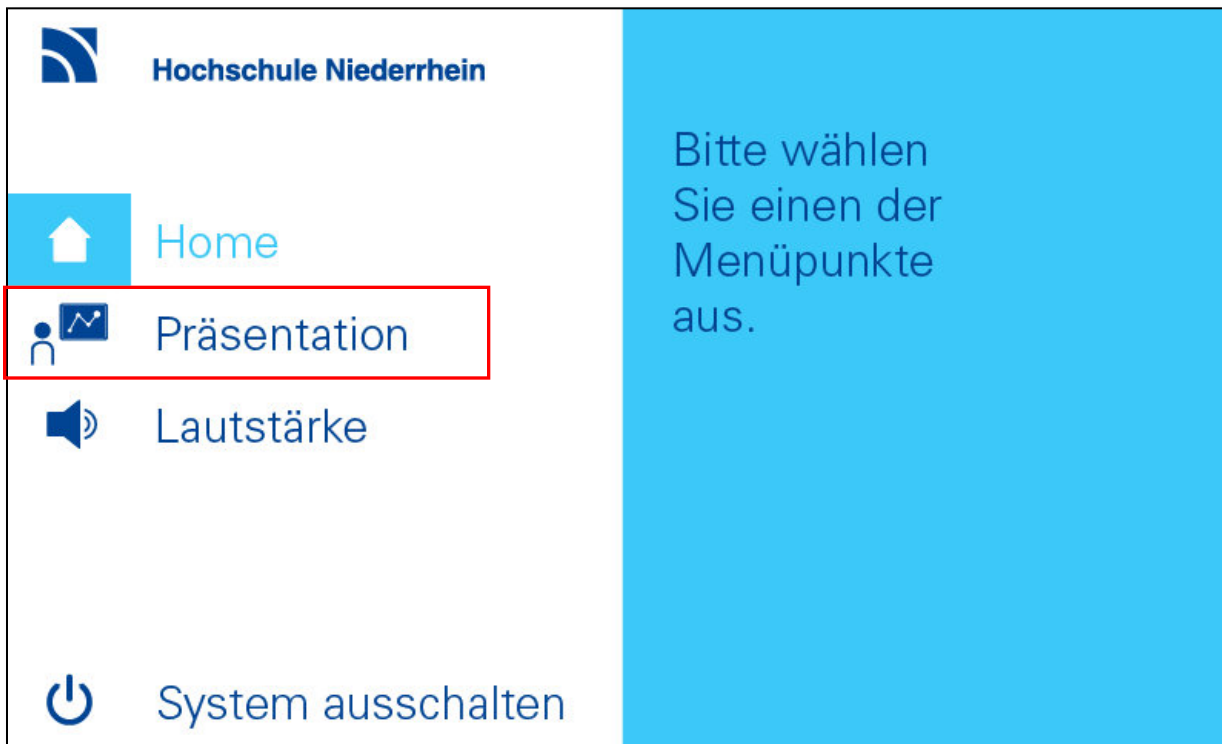 Hochschule Niederrhein
Home
Präsentation
Lautstärke
System ausschalten
Bitte wählen
Sie einen der
Menüpunkte
aus.